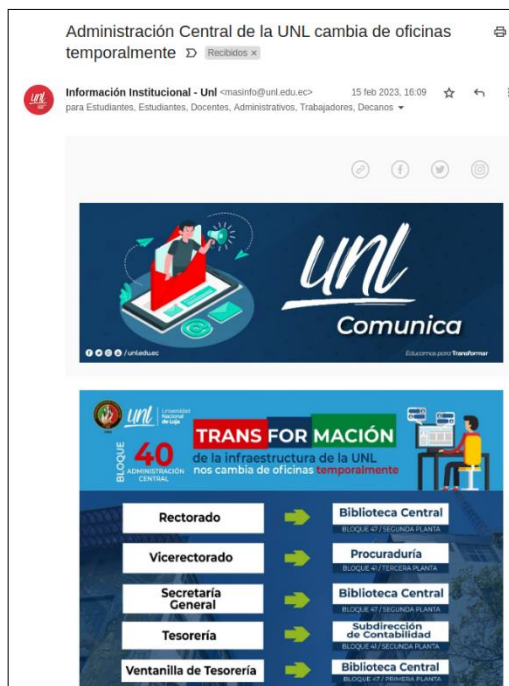 Administración Central de la UNL cambia de oficinas
temporalmente Recibidos ×
Información Institucional - Unl <masinfo@unl.edu.ec> 15 feb 2023, 16:09
para Estudiantes, Estudiantes, Docentes, Administrativos, Trabajadores, Decanos
unl
unl
Comunica
/unledu.ec
Educamos para Transformar
unl Universidad
Nacional
de Loja
BLOQUE
40
ADMINISTRACIÓN
CENTRAL
TRANSFORMACIÓN
de la infraestructura de la UNL
nos cambia de oficinas temporalmente
Rectorado
Biblioteca Central
BLOQUE 47 / SEGUNDA PLANTA
Vicerectorado
Procuraduría
BLOQUE 41 / TERCERA PLANTA
Secretaría
General
Biblioteca Central
BLOQUE 47 / SEGUNDA PLANTA
Tesorería
Subdirección
de Contabilidad
BLOQUE 41 / SEGUNDA PLANTA
Ventanilla de Tesorería
Biblioteca Central
BLOQUE 47 / PRIMERA PLANTA